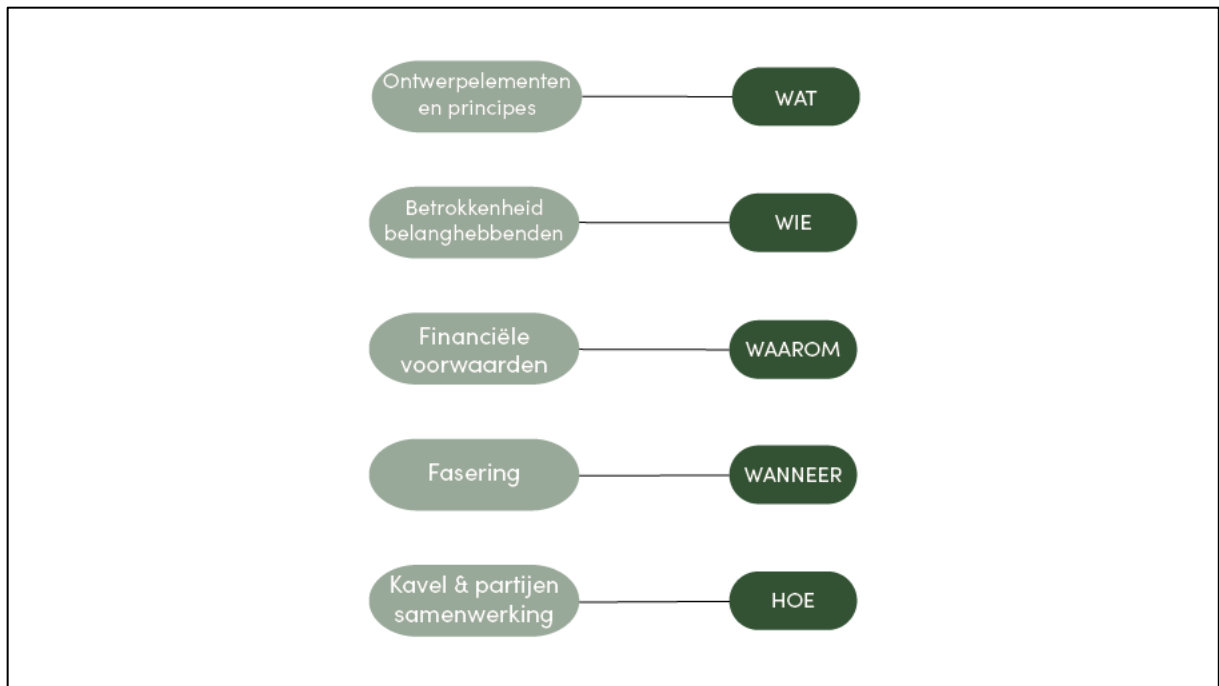 Ontwerpelementen
en principes
WAT
Betrokkenheid
belanghebbenden
WIE
Financiële
voorwaarden
WAAROM
Fasering
WANNEER
Kavel & partijen
samenwerking
HOE